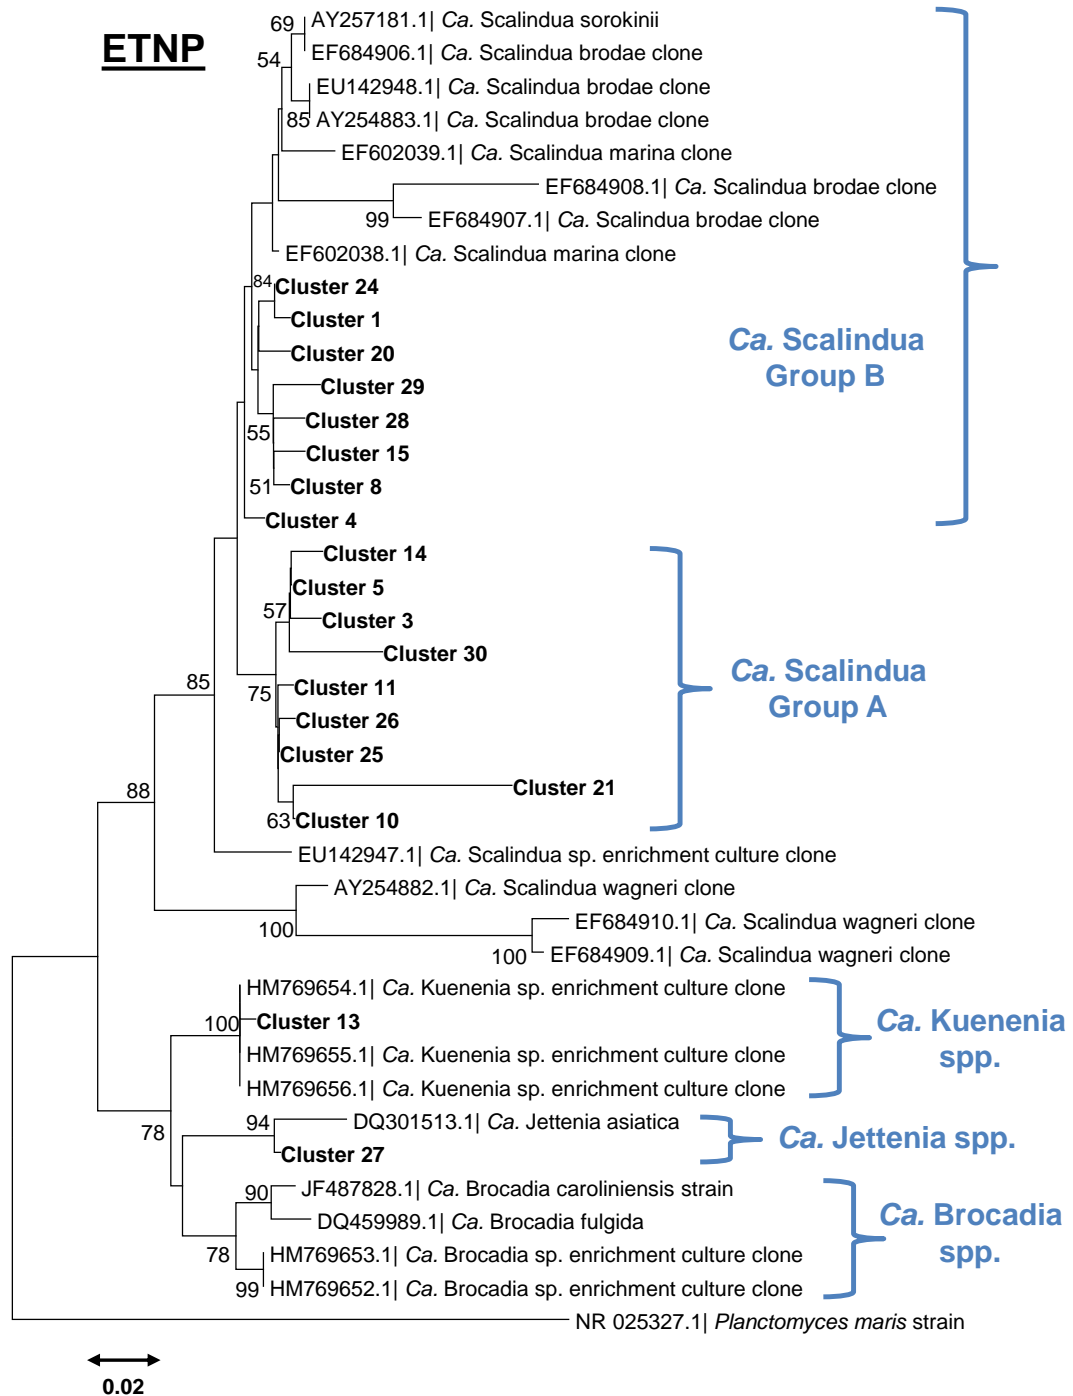 ETNP
69
AY257181.1| Ca. Scalindua sorokinii
54
EF684906.1| Ca. Scalindua brodae clone
EU142948.1| Ca. Scalindua brodae clone
85 AY254883.1| Ca. Scalindua brodae clone
EF602039.1| Ca. Scalindua marina clone
EF684908.1| Ca. Scalindua brodae clone
99
EF684907.1| Ca. Scalindua brodae clone
EF602038.1| Ca. Scalindua marina clone
84
Cluster 24
Cluster 1
Cluster 20
Cluster 29
Cluster 28
55
Cluster 15
51
Cluster 8
Cluster 4
Ca. Scalindua
Group B
Cluster 14
Cluster 5
57
Cluster 3
Cluster 30
85
75
Cluster 11
Cluster 26
Cluster 25
Cluster 21
63
Cluster 10
Ca. Scalindua
Group A
88
EU142947.1| Ca. Scalindua sp. enrichment culture clone
AY254882.1| Ca. Scalindua wagneri clone
100
EF684910.1| Ca. Scalindua wagneri clone
100
EF684909.1| Ca. Scalindua wagneri clone
HM769654.1| Ca. Kuenenia sp. enrichment culture clone
100
Cluster 13
HM769655.1| Ca. Kuenenia sp. enrichment culture clone
HM769656.1| Ca. Kuenenia sp. enrichment culture clone
Ca. Kuenenia
spp.
78
94
DQ301513.1| Ca. Jettenia asiatica
Cluster 27
Ca. Jettenia spp.
90
JF487828.1| Ca. Brocadia caroliniensis strain
DQ459989.1| Ca. Brocadia fulgida
78
HM769653.1| Ca. Brocadia sp. enrichment culture clone
99
HM769652.1| Ca. Brocadia sp. enrichment culture clone
Ca. Brocadia
spp.
NR 025327.1| Planctomyces maris strain
0.02